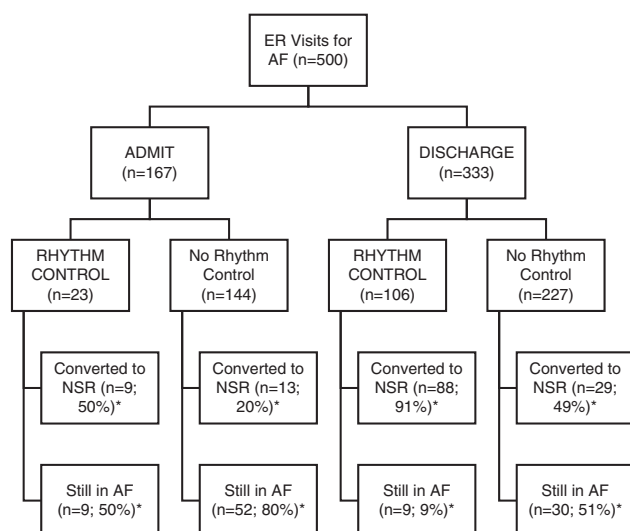 ER Visits for
AF (n=500)
ADMIT
(n=167)
DISCHARGE
(n=333)
RHYTHM
CONTROL
(n=23)
No Rhythm
Control
(n=144)
RHYTHM
CONTROL
(n=106)
No Rhythm
Control
(n=227)
Converted to
NSR (n=9;
50%)*
Converted to
NSR (n=13;
20%)*
Converted to
NSR (n=88;
91%)*
Converted to
NSR (n=29;
49%)*
Still in AF
(n=9; 50%)*
Still in AF
(n=52; 80%)*
Still in AF
(n=9; 9%)*
Still in AF
(n=30; 51%)*